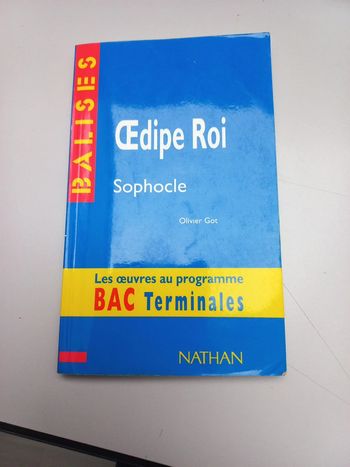 BALISES
Œdipe Roi
Sophocle
Olivier Got
Les œuvres au programme
BAC Terminales
NATHAN